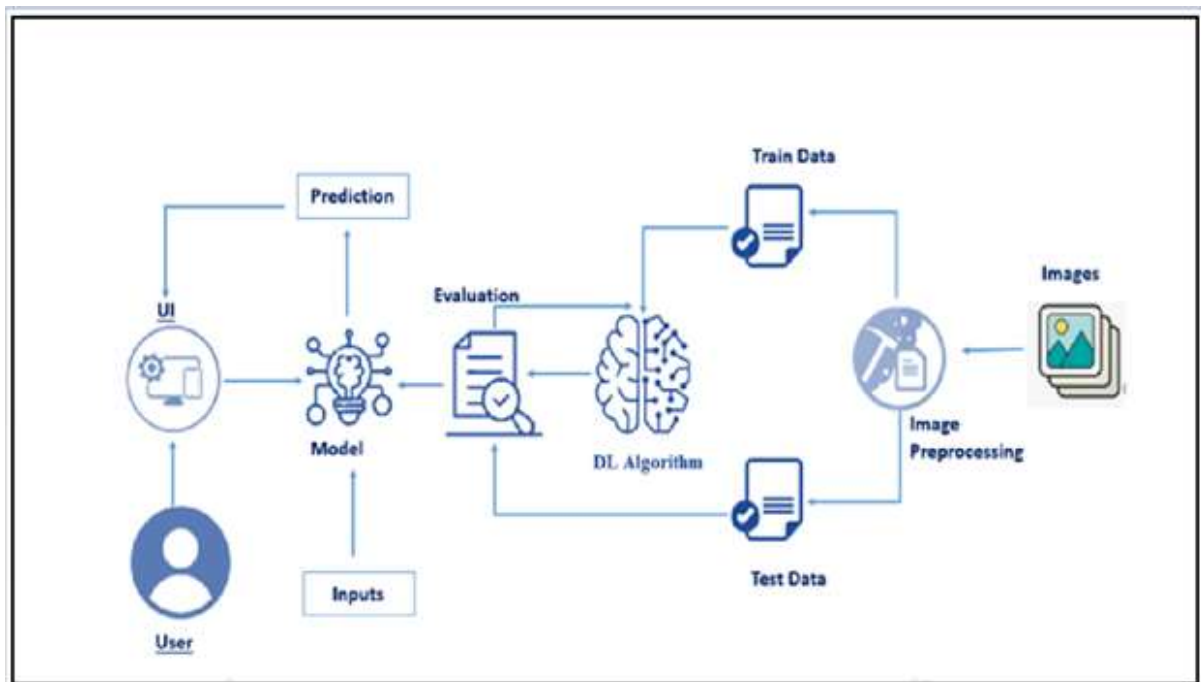 Train Data
Prediction
Images
Evaluation
UI
Image
Preprocessing
Model
DL Algorithm
Test Data
Inputs
User